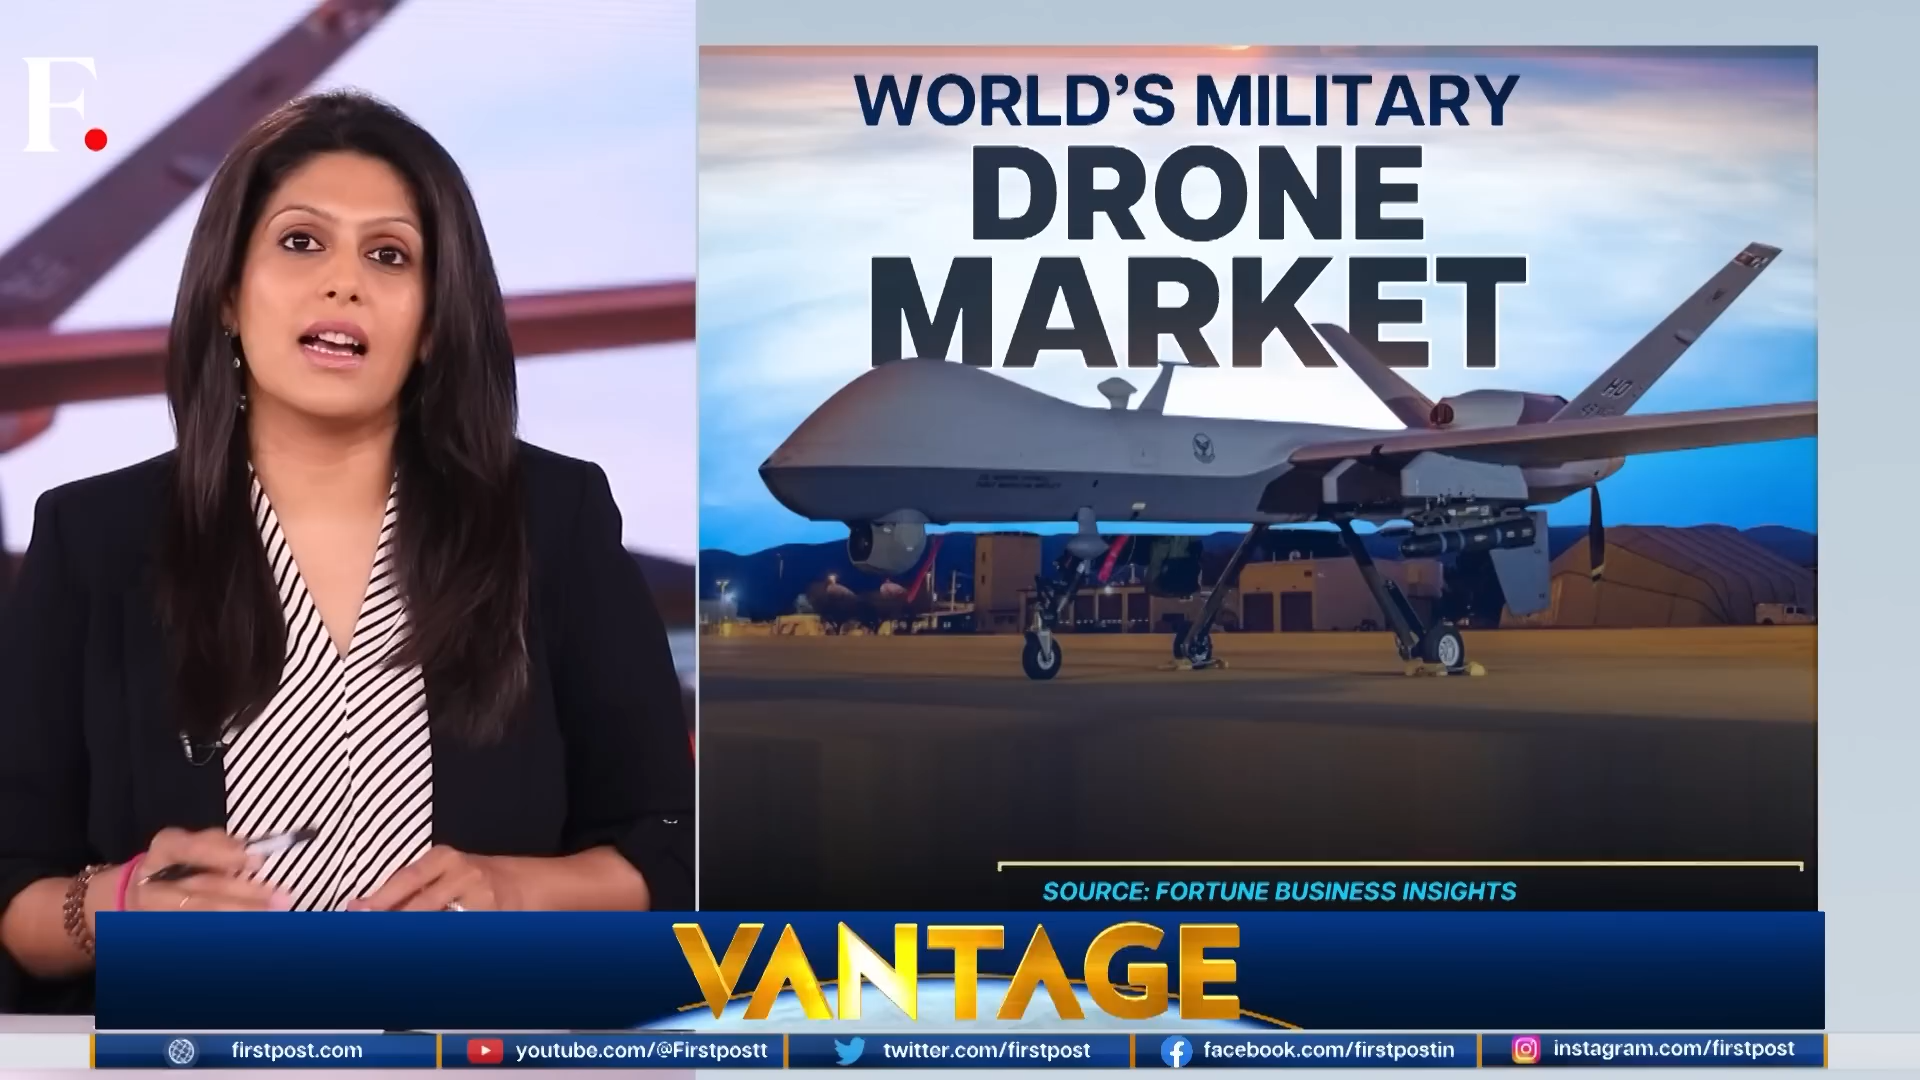 F.
WORLD'S MILITARY
DRONE
MARKET
HO
SOURCE: FORTUNE BUSINESS INSIGHTS
VANTAGE
firstpost.com
youtube.com/@Firstpostt
twitter.com/firstpost
facebook.com/firstpostin
instagram.com/firstpost